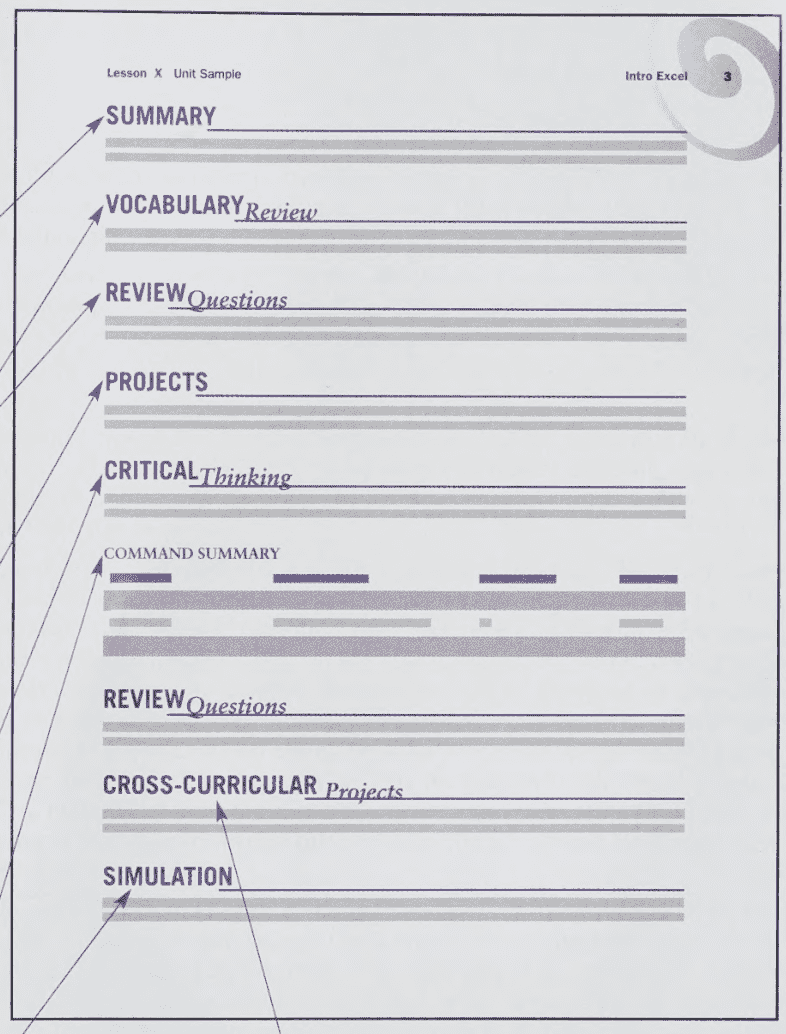 Lesson X Unit Sample Intro Excel 3
SUMMARY
VOCABULARY Review
REVIEW Questions
PROJECTS
CRITICAL Thinking
COMMAND SUMMARY
REVIEW Questions
CROSS-CURRICULAR Projects
SIMULATION